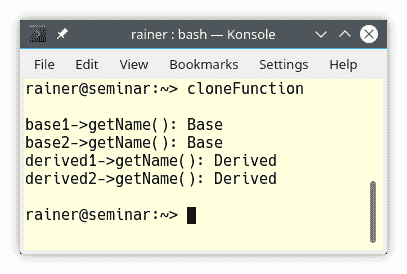 rainer : bash — Konsole
File Edit View Bookmarks Settings Help
rainer@seminar:~> cloneFunction
base1->getName(): Base
base2->getName(): Base
derived1->getName(): Derived
derived2->getName(): Derived
rainer@seminar:~>